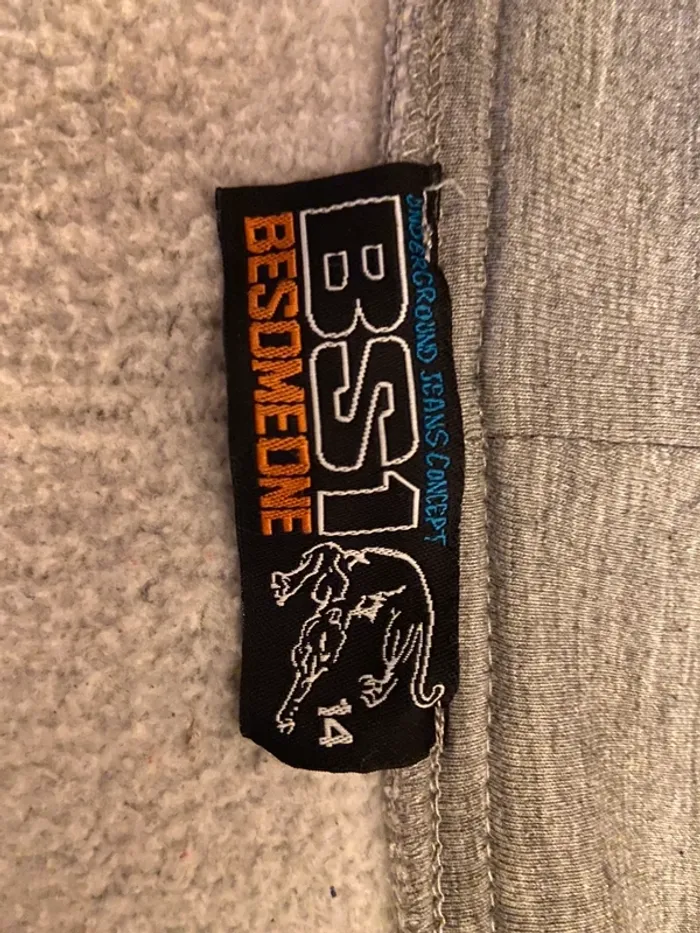 UNDERGROUND JEANS CONCEPT
BS1
BESOMEONE
14